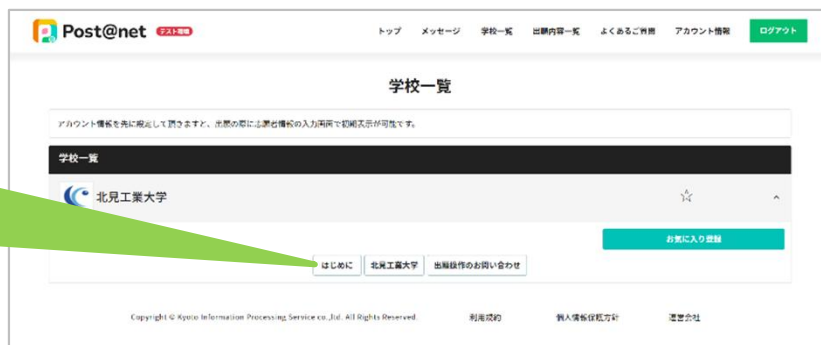 Post@net テスト環境
トップ メッセージ 学校一覧 出願内容一覧 よくあるご質問 アカウント情報 ログアウト
学校一覧
アカウント情報を先に設定して頂きますと、出願の際に志願者情報の入力画面で初期表示が可能です。
学校一覧
北見工業大学
お気に入り登録
はじめに 北見工業大学 出願操作のお問い合わせ
Copyright © Kyoto Information Processing Service co.,ltd. All Rights Reserved. 利用規約 個人情報保護方針 運営会社